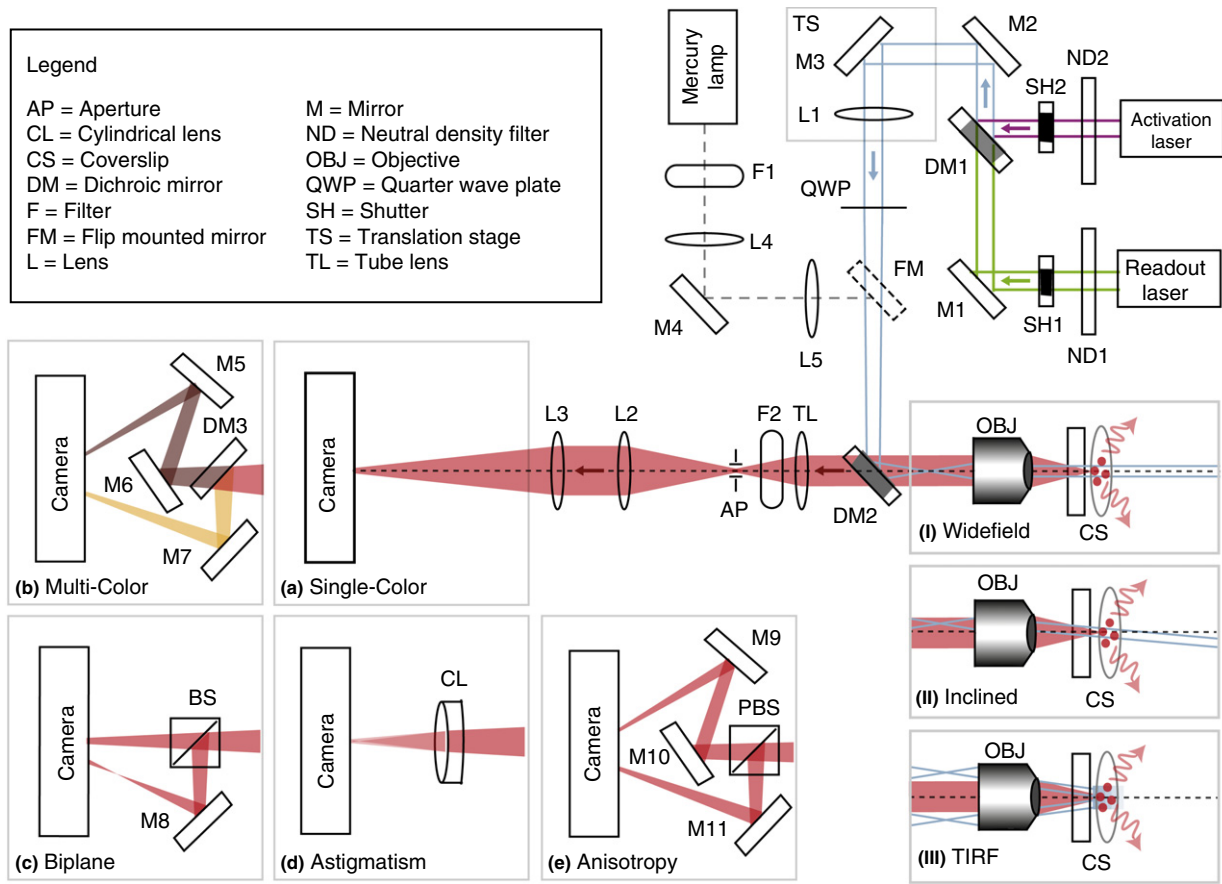 Legend
AP = Aperture
CL = Cylindrical lens
CS = Coverslip
DM = Dichroic mirror
F = Filter
FM = Flip mounted mirror
L = Lens
M = Mirror
ND = Neutral density filter
OBJ = Objective
QWP = Quarter wave plate
SH = Shutter
TS = Translation stage
TL = Tube lens
Mercury
lamp
F1
L4
M4
L5
TS
M3
L1
QWP
FM
M2
DM1
SH2
ND2
Activation
laser
M1
SH1
ND1
Readout
laser
Camera
M5
DM3
M6
M7
(b) Multi-Color
Camera
L3
L2
AP
F2
TL
DM2
(a) Single-Color
OBJ
CS
(I) Widefield
OBJ
CS
(II) Inclined
OBJ
CS
(III) TIRF
Camera
BS
M8
(c) Biplane
Camera
CL
(d) Astigmatism
Camera
M9
PBS
M10
M11
(e) Anisotropy